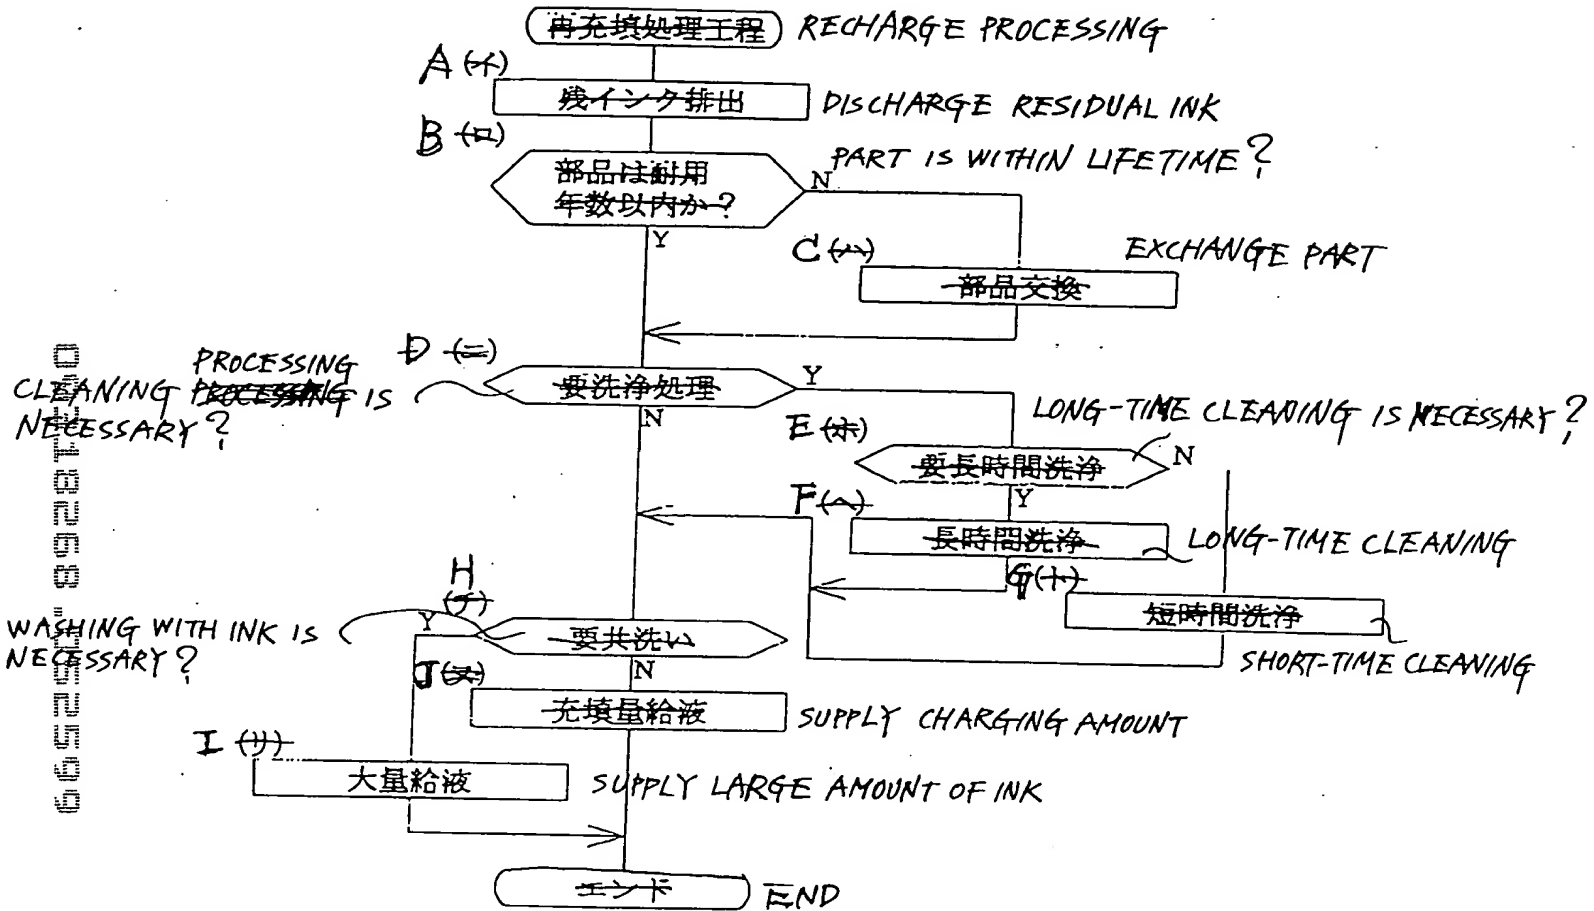 再充填処理工程 RECHARGE PROCESSING
A (イ)
残インク排出 DISCHARGE RESIDUAL INK
B (ロ)
PART IS WITHIN LIFETIME?
部品は耐用
年数以内か?
N
Y
C (ハ)
EXCHANGE PART
部品交換
D (ニ)
PROCESSING
CLEANING PROCESSING IS
NECESSARY?
要洗浄処理
Y
N
LONG-TIME CLEANING IS NECESSARY?
E (ホ)
要長時間洗浄
N
Y
F (ヘ)
長時間洗浄 LONG-TIME CLEANING
G (ト)
短時間洗浄
SHORT-TIME CLEANING
H
(チ)
WASHING WITH INK IS
NECESSARY?
Y
要共洗い
N
J (ヌ)
充填量給液 SUPPLY CHARGING AMOUNT
I (リ)
大量給液 SUPPLY LARGE AMOUNT OF INK
エンド END